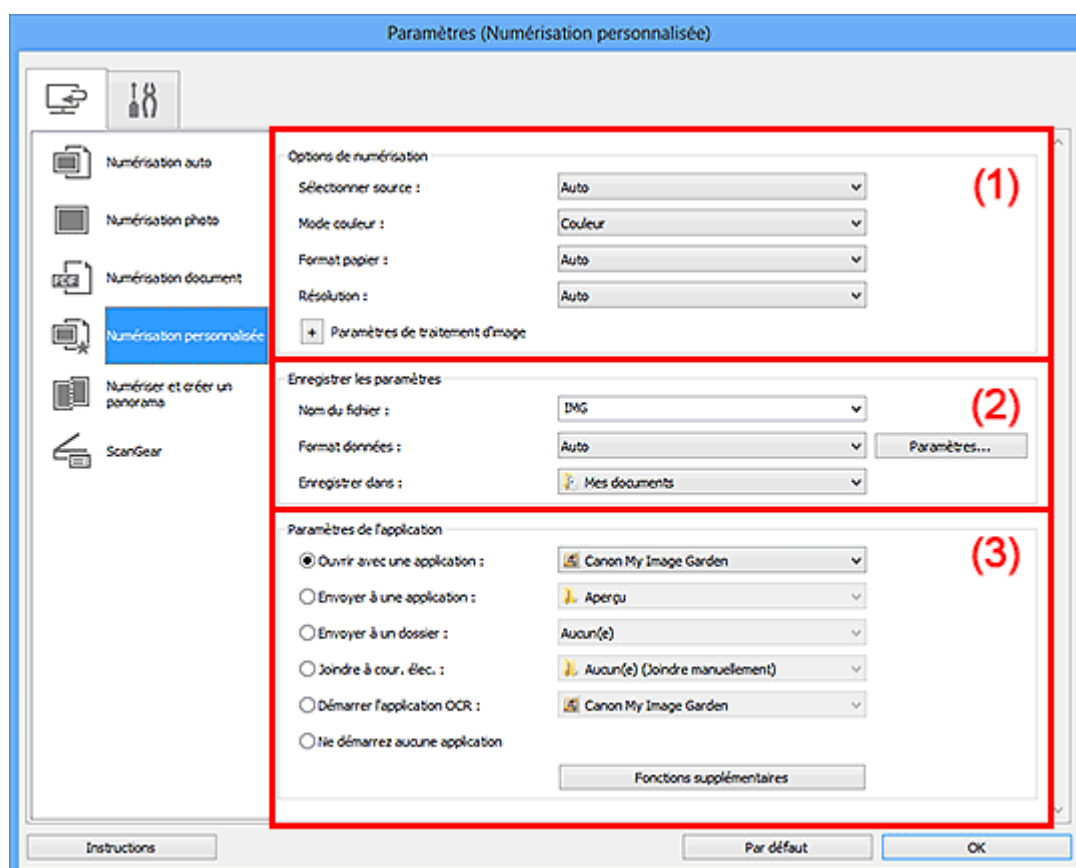 Paramètres (Numérisation personnalisée)
Numérisation auto
Numérisation photo
Numérisation document
Numérisation personnalisée
Numériser et créer un
panorama
ScanGear
Options de numérisation
(1)
Sélectionner source : Auto
Mode couleur : Couleur
Format papier : Auto
Résolution : Auto
+ Paramètres de traitement d'image
Enregistrer les paramètres
(2)
Nom du fichier : IMG
Format données : Auto Paramètres...
Enregistrer dans : Mes documents
Paramètres de l'application
(3)
Ouvrir avec une application : Canon My Image Garden
Envoyer à une application : Aperçu
Envoyer à un dossier : Aucun(e)
Joindre à cour. élec. : Aucun(e) (Joindre manuellement)
Démarrer l'application OCR : Canon My Image Garden
Ne démarrez aucune application
Fonctions supplémentaires
Instructions Par défaut OK